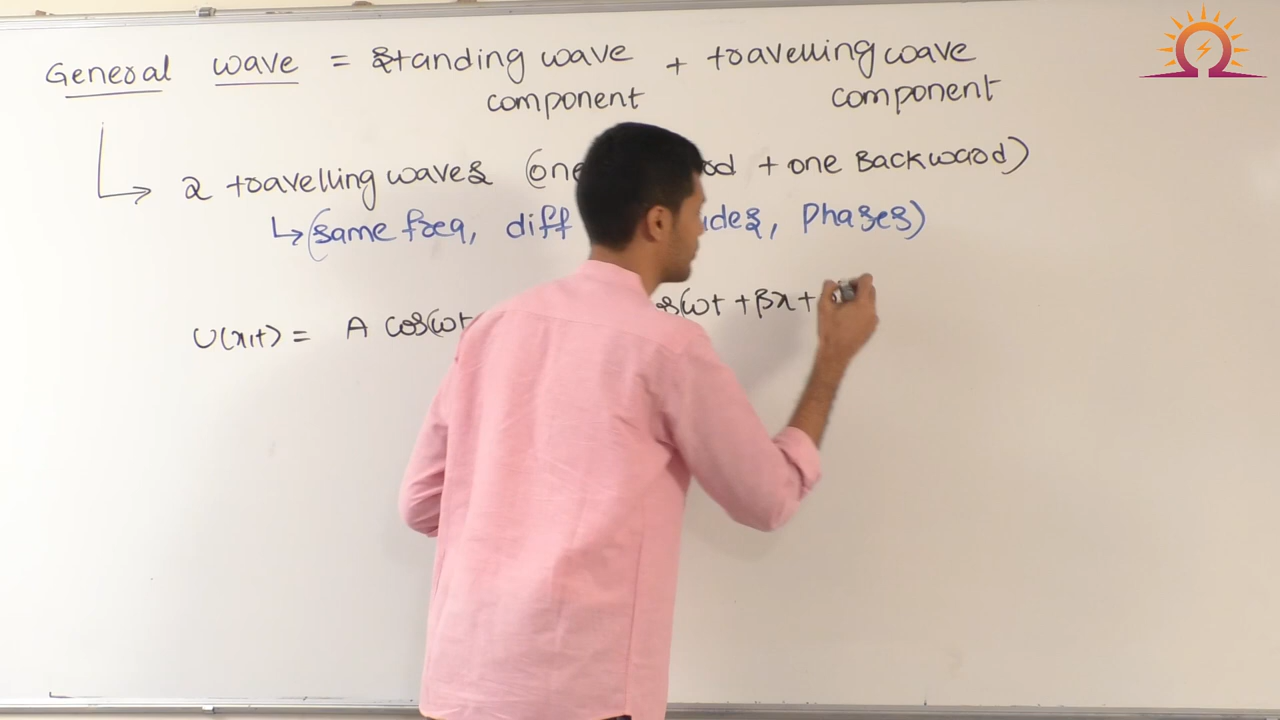 General wave = standing wave + travelling wave
component component
2 travelling waves (one + one Backward)
(same freq, diff , phases)
U(x,t) = A cos(ωt +βx+